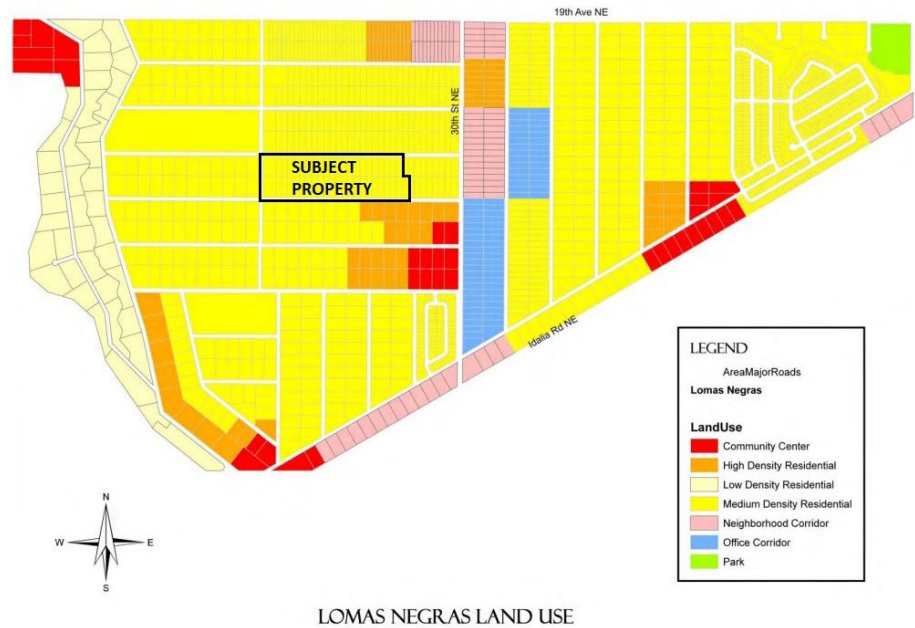 19th Ave NE
30th St NE
SUBJECT
PROPERTY
Idalia Rd NE
LEGEND
AreaMajorRoads
Lomas Negras
LandUse
Community Center
High Density Residential
Low Density Residential
Medium Density Residential
Neighborhood Corridor
Office Corridor
Park
N
W
E
S
LOMAS NEGRAS LAND USE